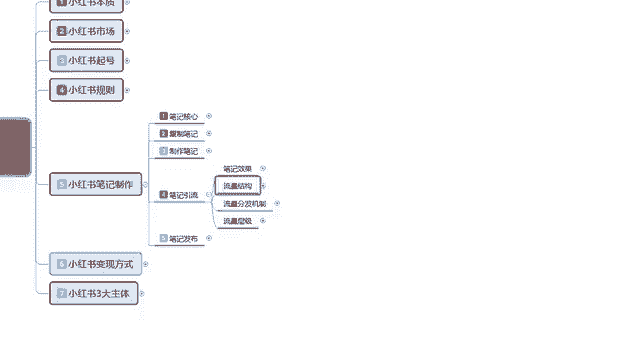 1 小红书本质
2 小红书市场
3 小红书起号
4 小红书规则
5 小红书笔记制作
1 笔记核心
2 复制笔记
3 制作笔记
4 笔记引流
笔记效果
流量结构
流量分发机制
流量层级
5 笔记发布
6 小红书变现方式
7 小红书3大主体